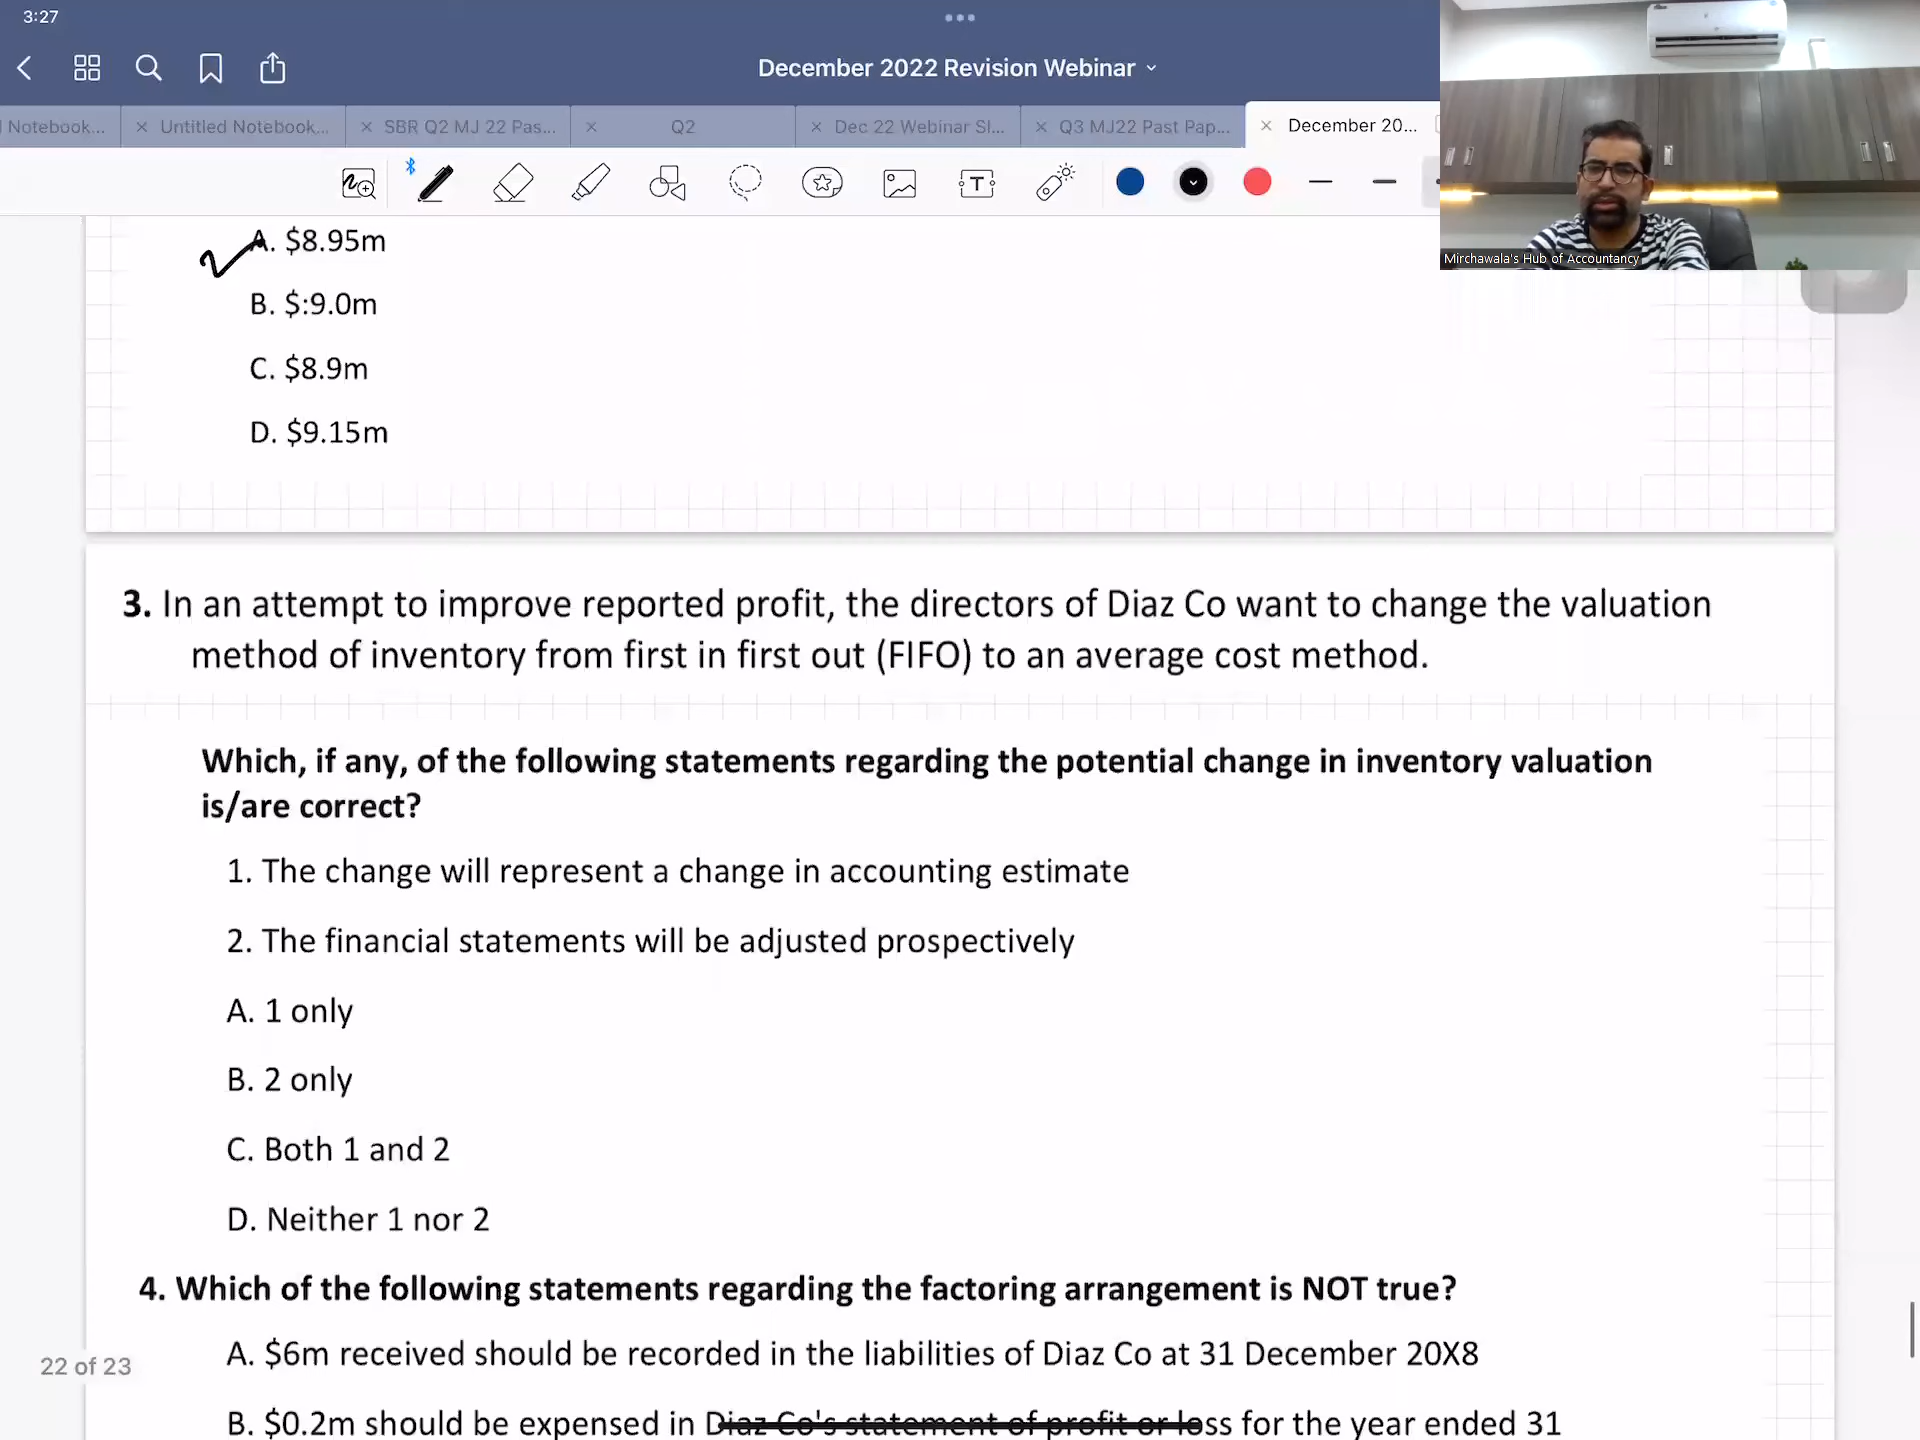 3:27
December 2022 Revision Webinar
Notebook...
Untitled Notebook...
SBR Q2 MJ 22 Pas...
Q2
Dec 22 Webinar Sl...
Q3 MJ22 Past Pap...
December 20...
Mirchawala's Hub of Accountancy
A. $8.95m
B. $:9.0m
C. $8.9m
D. $9.15m
3. In an attempt to improve reported profit, the directors of Diaz Co want to change the valuation
method of inventory from first in first out (FIFO) to an average cost method.
Which, if any, of the following statements regarding the potential change in inventory valuation
is/are correct?
1. The change will represent a change in accounting estimate
2. The financial statements will be adjusted prospectively
A. 1 only
B. 2 only
C. Both 1 and 2
D. Neither 1 nor 2
4. Which of the following statements regarding the factoring arrangement is NOT true?
A. $6m received should be recorded in the liabilities of Diaz Co at 31 December 20X8
B. $0.2m should be expensed in Diaz Co's statement of profit or loss for the year ended 31
22 of 23